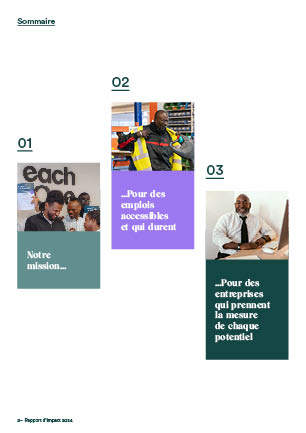 Sommaire
02
01
each
one
03
...Pour des
emplois
accessibles
et qui durent
Notre
mission...
...Pour des
entreprises
qui prennent
la mesure
de chaque
potentiel
2— Rapport d'impact 2024